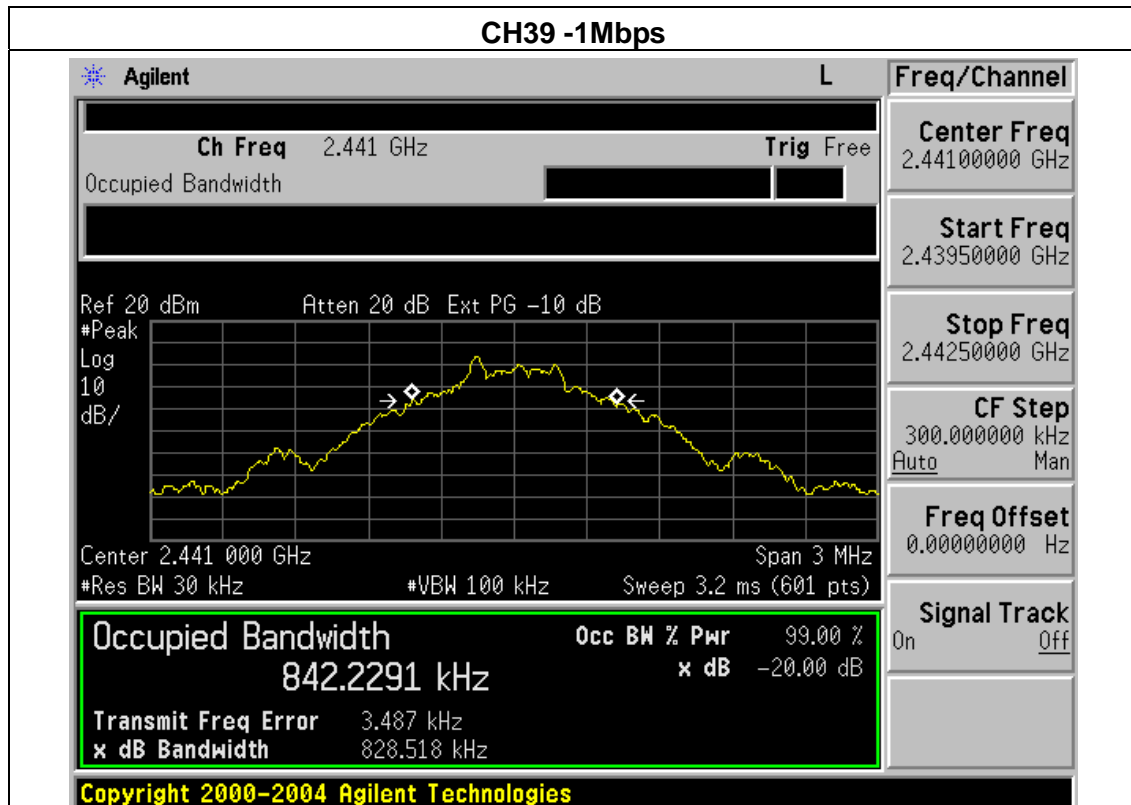 CH39 -1Mbps
Agilent L Freq/Channel
Ch Freq 2.441 GHz Trig Free
Occupied Bandwidth
Center Freq
2.44100000 GHz
Start Freq
2.43950000 GHz
Stop Freq
2.44250000 GHz
CF Step
300.000000 kHz
Auto Man
Freq Offset
0.00000000 Hz
Signal Track
On Off
Ref 20 dBm Atten 20 dB Ext PG -10 dB
#Peak
Log
10
dB/
Center 2.441 000 GHz Span 3 MHz
#Res BW 30 kHz #VBW 100 kHz Sweep 3.2 ms (601 pts)
Occupied Bandwidth Occ BW % Pwr 99.00 %
842.2291 kHz x dB -20.00 dB
Transmit Freq Error 3.487 kHz
x dB Bandwidth 828.518 kHz
Copyright 2000-2004 Agilent Technologies